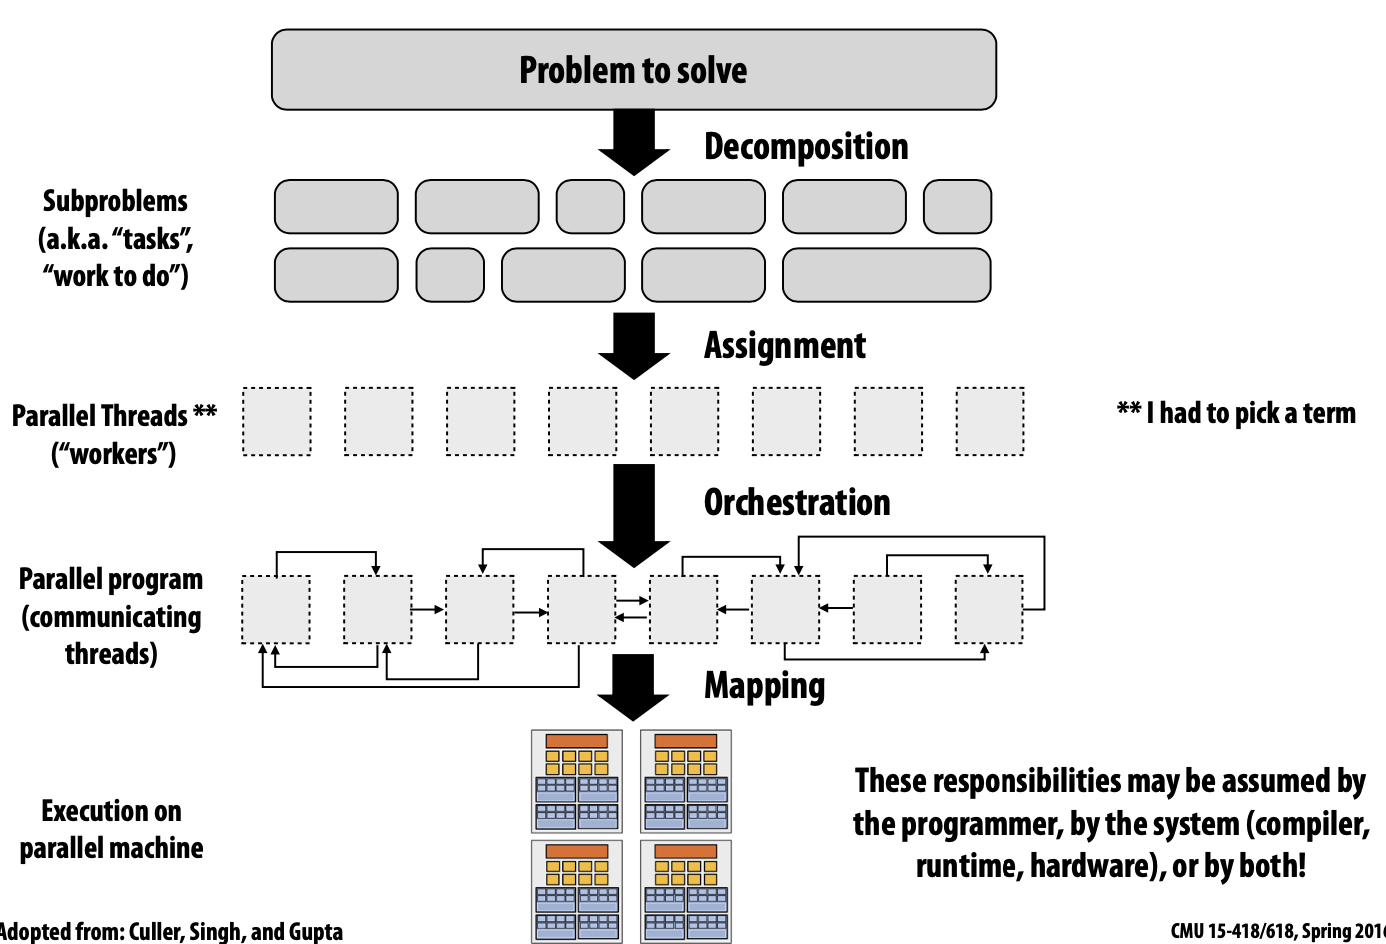 Problem to solve
Decomposition
Subproblems
(a.k.a. “tasks”,
“work to do”)
Assignment
Parallel Threads **
(“workers”)
** I had to pick a term
Orchestration
Parallel program
(communicating
threads)
Mapping
Execution on
parallel machine
These responsibilities may be assumed by
the programmer, by the system (compiler,
runtime, hardware), or by both!
Adopted from: Culler, Singh, and Gupta
CMU 15-418/618, Spring 2016